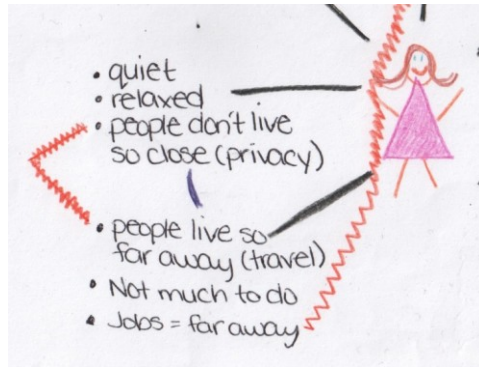 • quiet
• relaxed
• people don't live
so close (privacy)
• people live so
far away (travel)
• Not much to do
• Jobs = far away